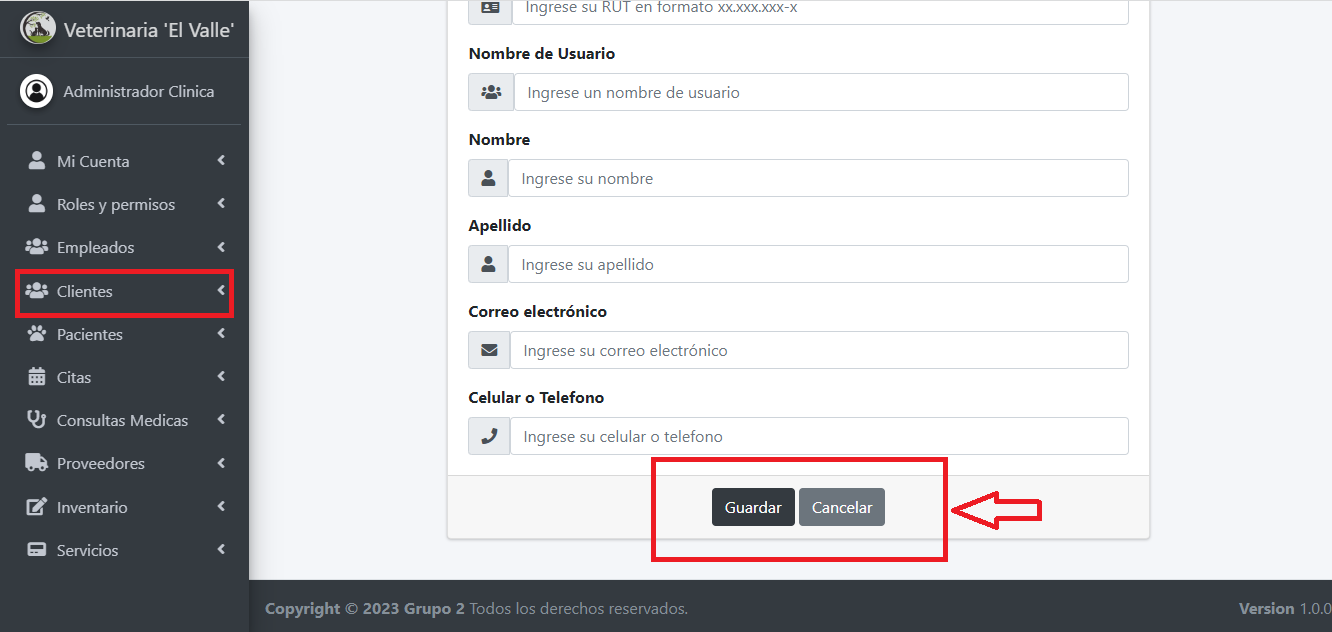 Veterinaria 'El Valle'
Administrador Clinica
Mi Cuenta
Roles y permisos
Empleados
Clientes
Pacientes
Citas
Consultas Medicas
Proveedores
Inventario
Servicios
Ingrese su RUT en formato xx.xxx.xxx-x
Nombre de Usuario
Ingrese un nombre de usuario
Nombre
Ingrese su nombre
Apellido
Ingrese su apellido
Correo electrónico
Ingrese su correo electrónico
Celular o Telefono
Ingrese su celular o telefono
Guardar Cancelar
Copyright © 2023 Grupo 2 Todos los derechos reservados. Version 1.0.0